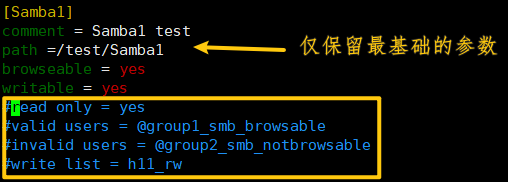 [Samba1]
comment = Samba1 test
path =/test/Samba1
仅保留最基础的参数
browseable = yes
writable = yes
#read only = yes
#valid users = @group1_smb_browsable
#invalid users = @group2_smb_notbrowsable
#write list = h11_rw